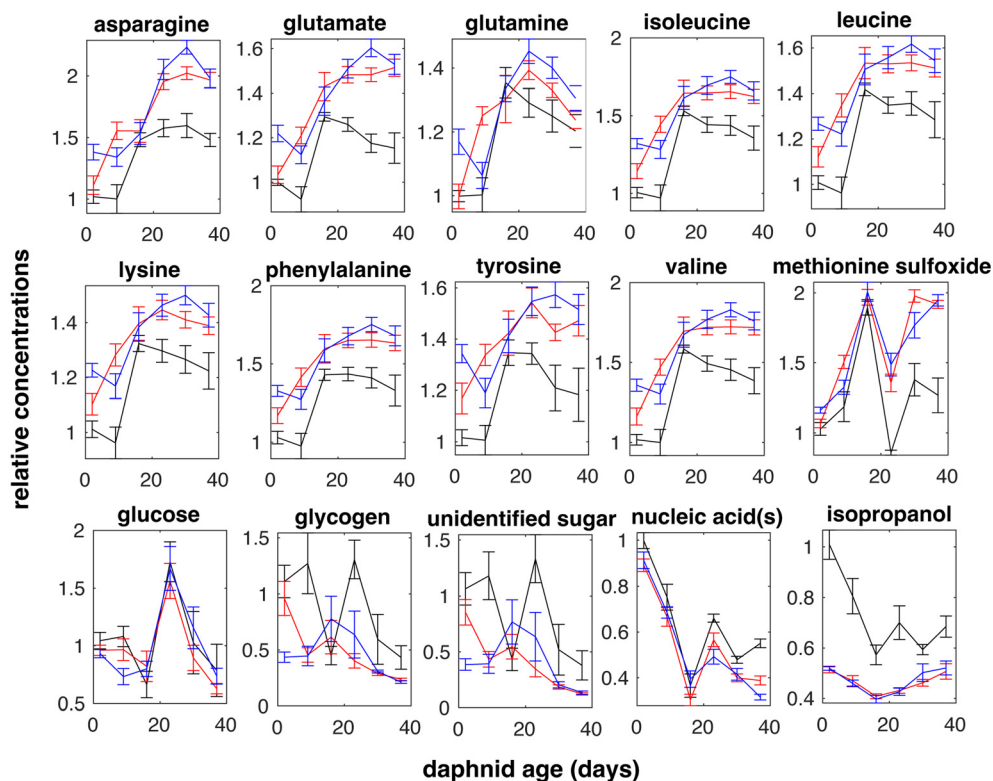 asparagine glutamate glutamine isoleucine leucine
2 1.5 1
1.6 1.4 1.2 1
1.4 1.2 1
2 1.5 1
1.6 1.4 1.2 1
0 20 40 0 20 40 0 20 40 0 20 40 0 20 40
relative concentrations
lysine phenylalanine tyrosine valine methionine sulfoxide
1.4 1.2 1
2 1.5 1
1.6 1.4 1.2 1
2 1.5 1
2 1.5 1
0 20 40 0 20 40 0 20 40 0 20 40 0 20 40
glucose glycogen unidentified sugar nucleic acid(s) isopropanol
2 1.5 1 0.5
1.5 1 0.5 0
1.5 1 0.5 0
1 0.8 0.6 0.4
1 0.8 0.6 0.4
0 20 40 0 20 40 0 20 40 0 20 40 0 20 40
daphnid age (days)